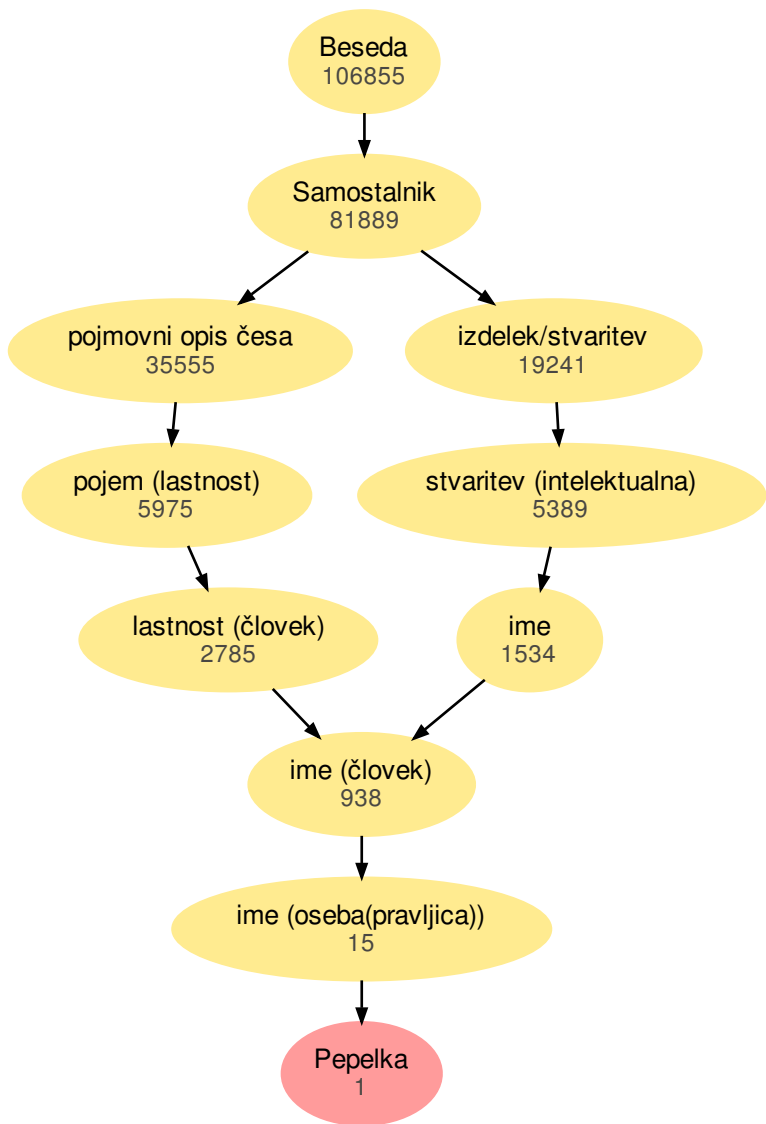 Beseda
106855
Samostalnik
81889
pojmovni opis česa
35555
izdelek/stvaritev
19241
pojem (lastnost)
5975
stvaritev (intelektualna)
5389
lastnost (človek)
2785
ime
1534
ime (človek)
938
ime (oseba(pravljica))
15
Pepelka
1